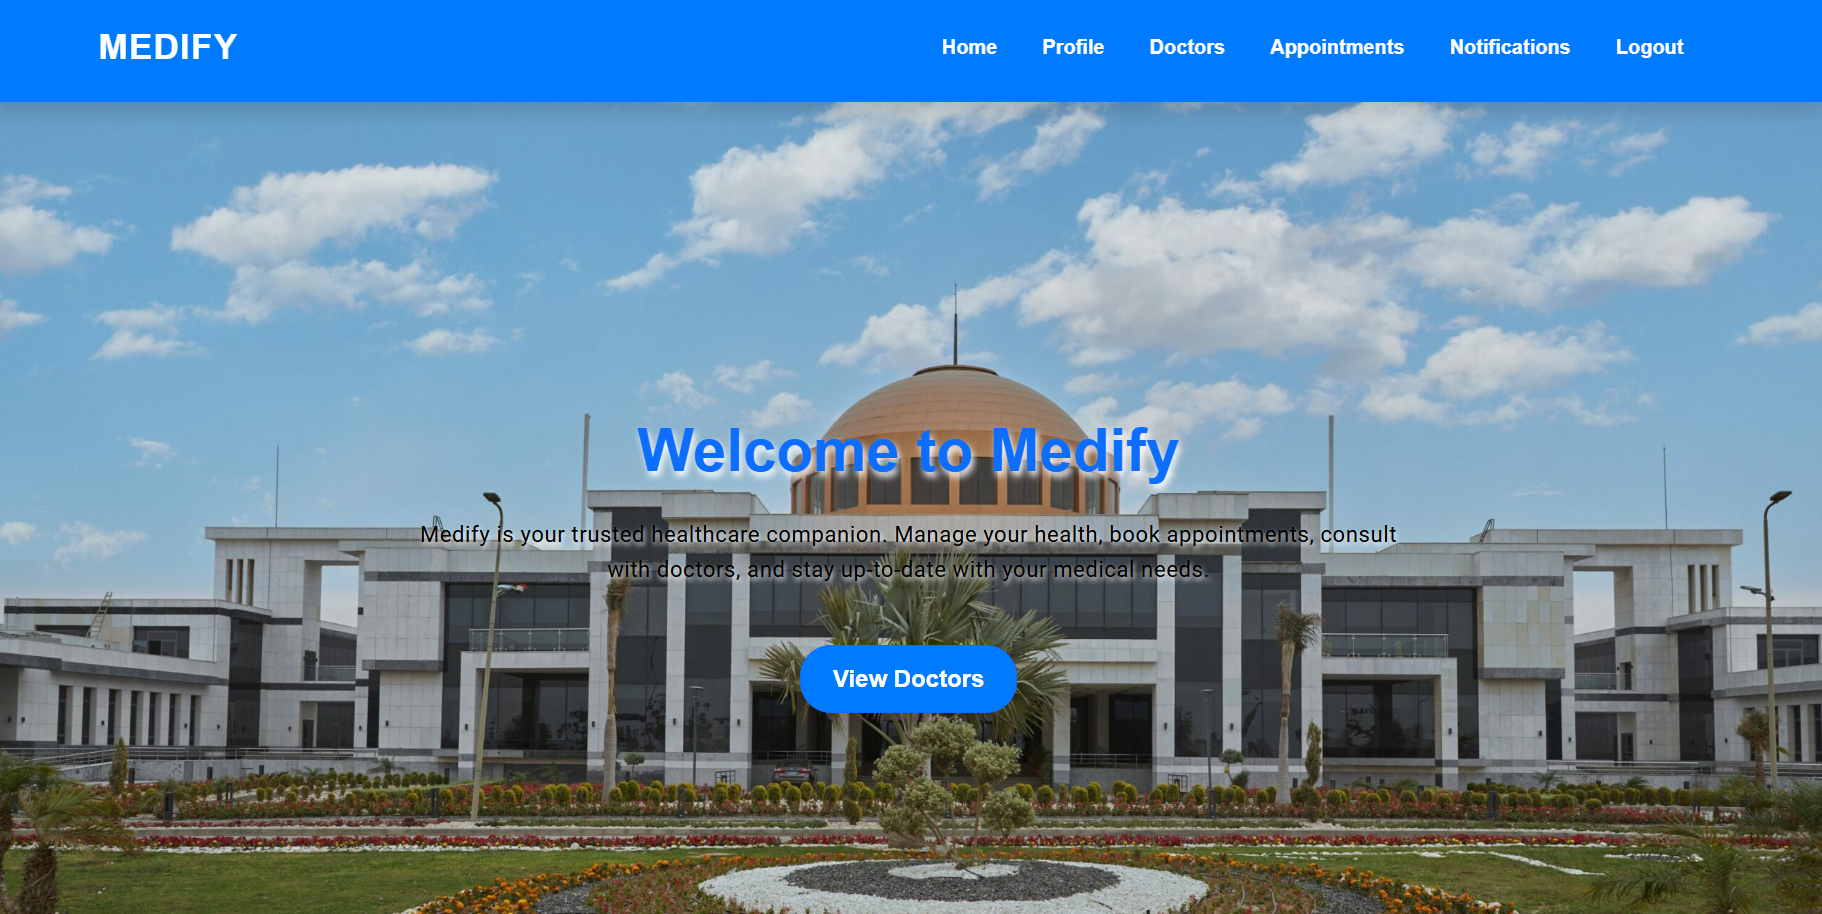 MEDIFY
Home Profile Doctors Appointments Notifications Logout
Welcome to Medify
Medify is your trusted healthcare companion. Manage your health, book appointments, consult
with doctors, and stay up-to-date with your medical needs.
View Doctors